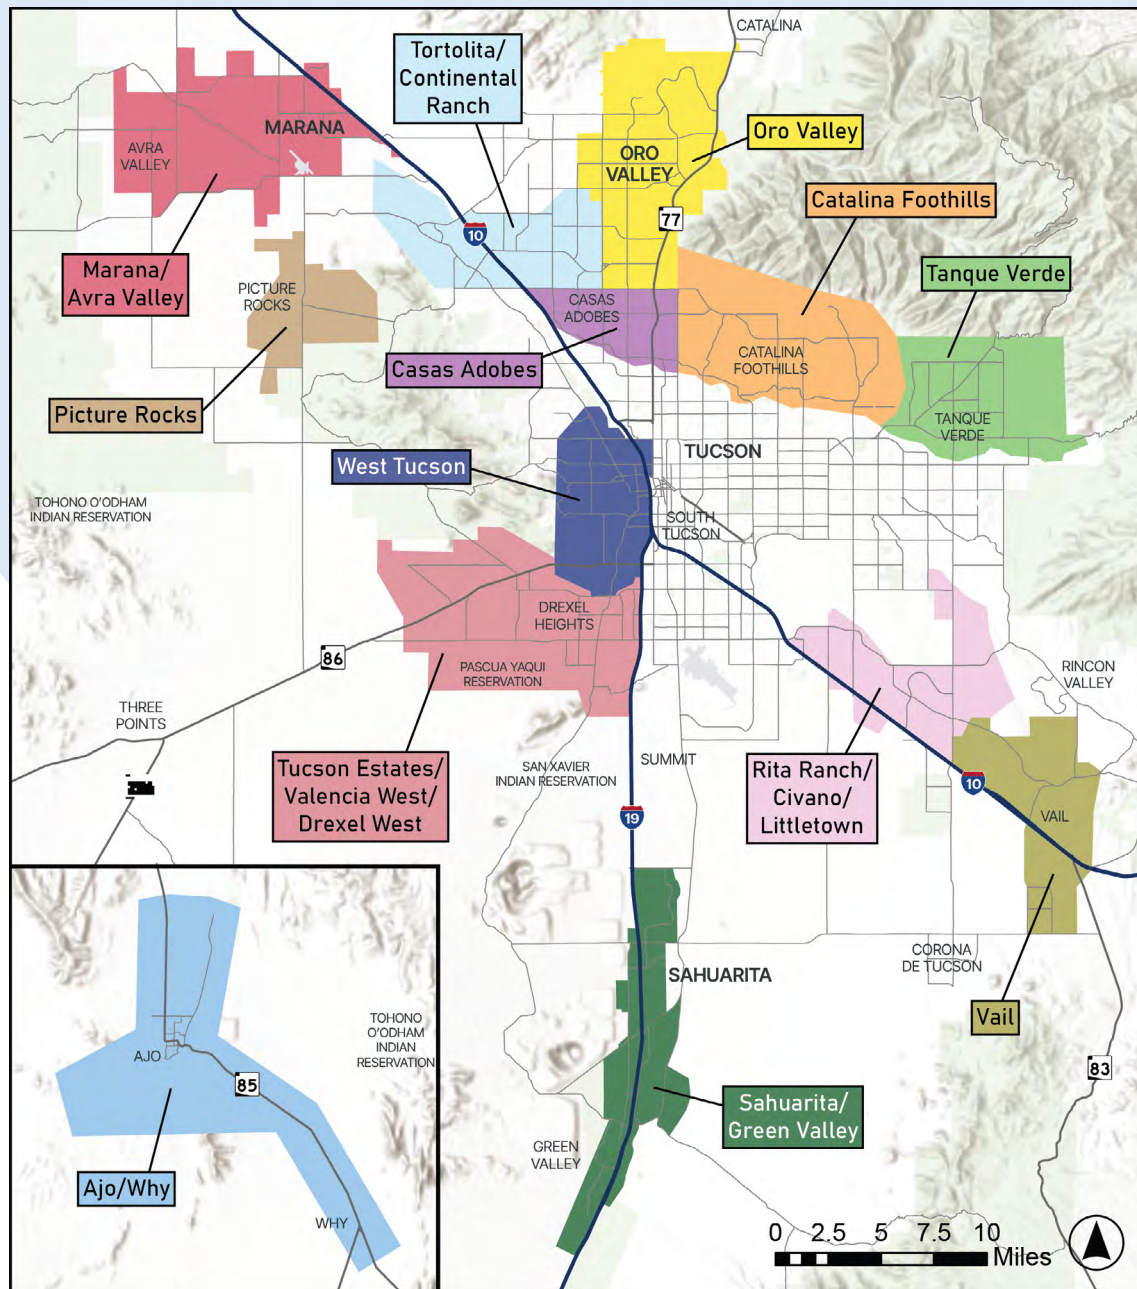 CATALINA
Tortolita/
Continental
Ranch
MARANA
AVRA
VALLEY
ORO
VALLEY
Oro Valley
Catalina Foothills
77
10
Marana/
Avra Valley
PICTURE
ROCKS
Tanque Verde
CASAS
ADOBES
CATALINA
FOOTHILLS
Casas Adobes
Picture Rocks
TANQUE
VERDE
West Tucson
TUCSON
TOHONO O'ODHAM
INDIAN RESERVATION
SOUTH
TUCSON
DREXEL
HEIGHTS
86
PASCUA YAQUI
RESERVATION
RINCON
VALLEY
THREE
POINTS
Tucson Estates/
Valencia West/
Drexel West
SAN XAVIER
INDIAN RESERVATION
SUMMIT
Rita Ranch/
Civano/
Littletown
10
19
VAIL
CORONA
DE TUCSON
SAHUARITA
Vail
TOHONO
O'ODHAM
INDIAN
RESERVATION
AJO
85
83
Sahuarita/
Green Valley
GREEN
VALLEY
Ajo/Why
WHY
0 2.5 5 7.5 10
Miles